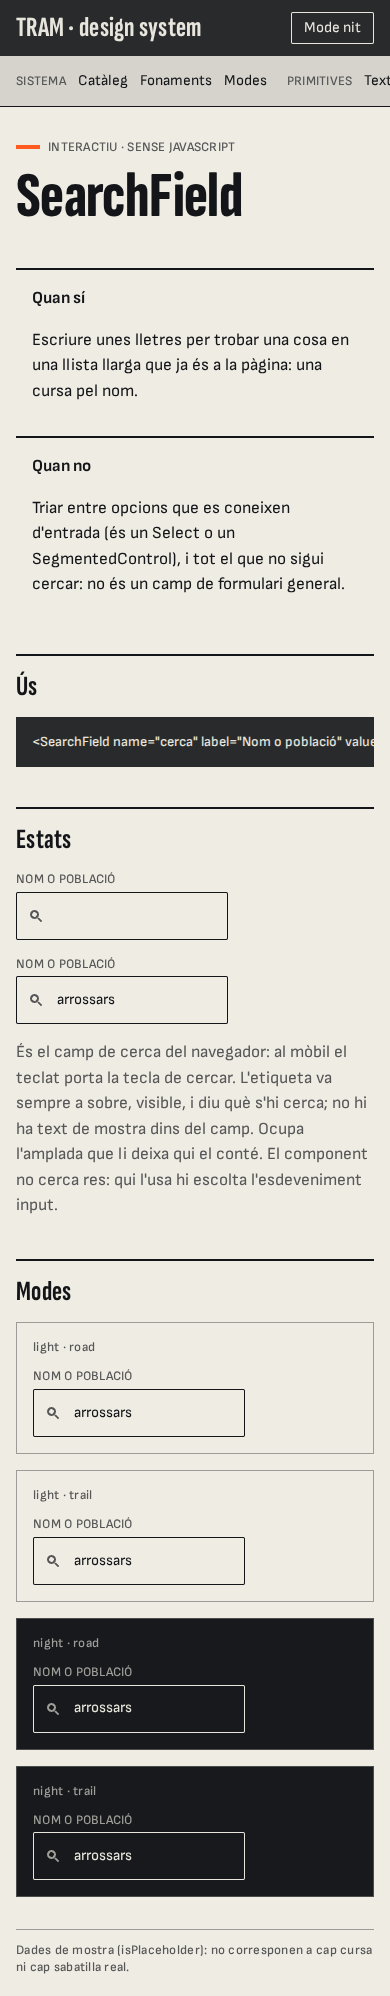 TRAM · design system
Mode nit
SISTEMA Catàleg Fonaments Modes PRIMITIVES Text
INTERACTIU · SENSE JAVASCRIPT
SearchField
Quan sí
Escriure unes lletres per trobar una cosa en
una llista llarga que ja és a la pàgina: una
cursa pel nom.
Quan no
Triar entre opcions que es coneixen
d'entrada (és un Select o un
SegmentedControl), i tot el que no sigui
cercar: no és un camp de formulari general.
Ús
<SearchField name="cerca" label="Nom o població" value
Estats
NOM O POBLACIÓ
NOM O POBLACIÓ
arrossars
És el camp de cerca del navegador: al mòbil el
teclat porta la tecla de cercar. L'etiqueta va
sempre a sobre, visible, i diu què s'hi cerca; no hi
ha text de mostra dins del camp. Ocupa
l'amplada que li deixa qui el conté. El component
no cerca res: qui l'usa hi escolta l'esdeveniment
input.
Modes
light · road
NOM O POBLACIÓ
arrossars
light · trail
NOM O POBLACIÓ
arrossars
night · road
NOM O POBLACIÓ
arrossars
night · trail
NOM O POBLACIÓ
arrossars
Dades de mostra (isPlaceholder): no corresponen a cap cursa
ni cap sabatilla real.